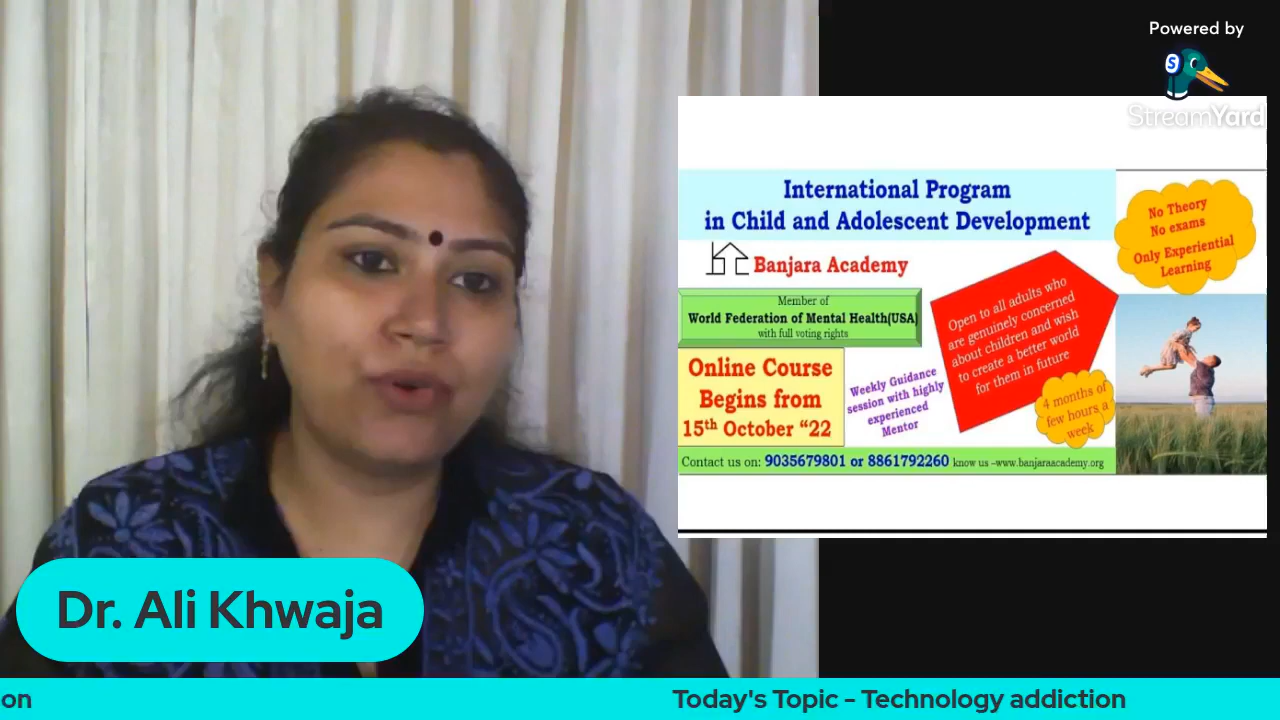 Powered by
S
StreamYard
International Program
in Child and Adolescent Development
Banjara Academy
Member of
World Federation of Mental Health(USA)
with full voting rights
Online Course
Begins from
15th October “22
Weekly Guidance
session with highly
experienced
Mentor
Open to all adults who
are genuinely concerned
about children and wish
to create a better world
for them in future
No Theory
No exams
Only Experiential
Learning
4 months of
few hours a
week
Contact us on: 9035679801 or 8861792260 know us –www.banjaraacademy.org
Dr. Ali Khwaja
on
Today's Topic - Technology addiction